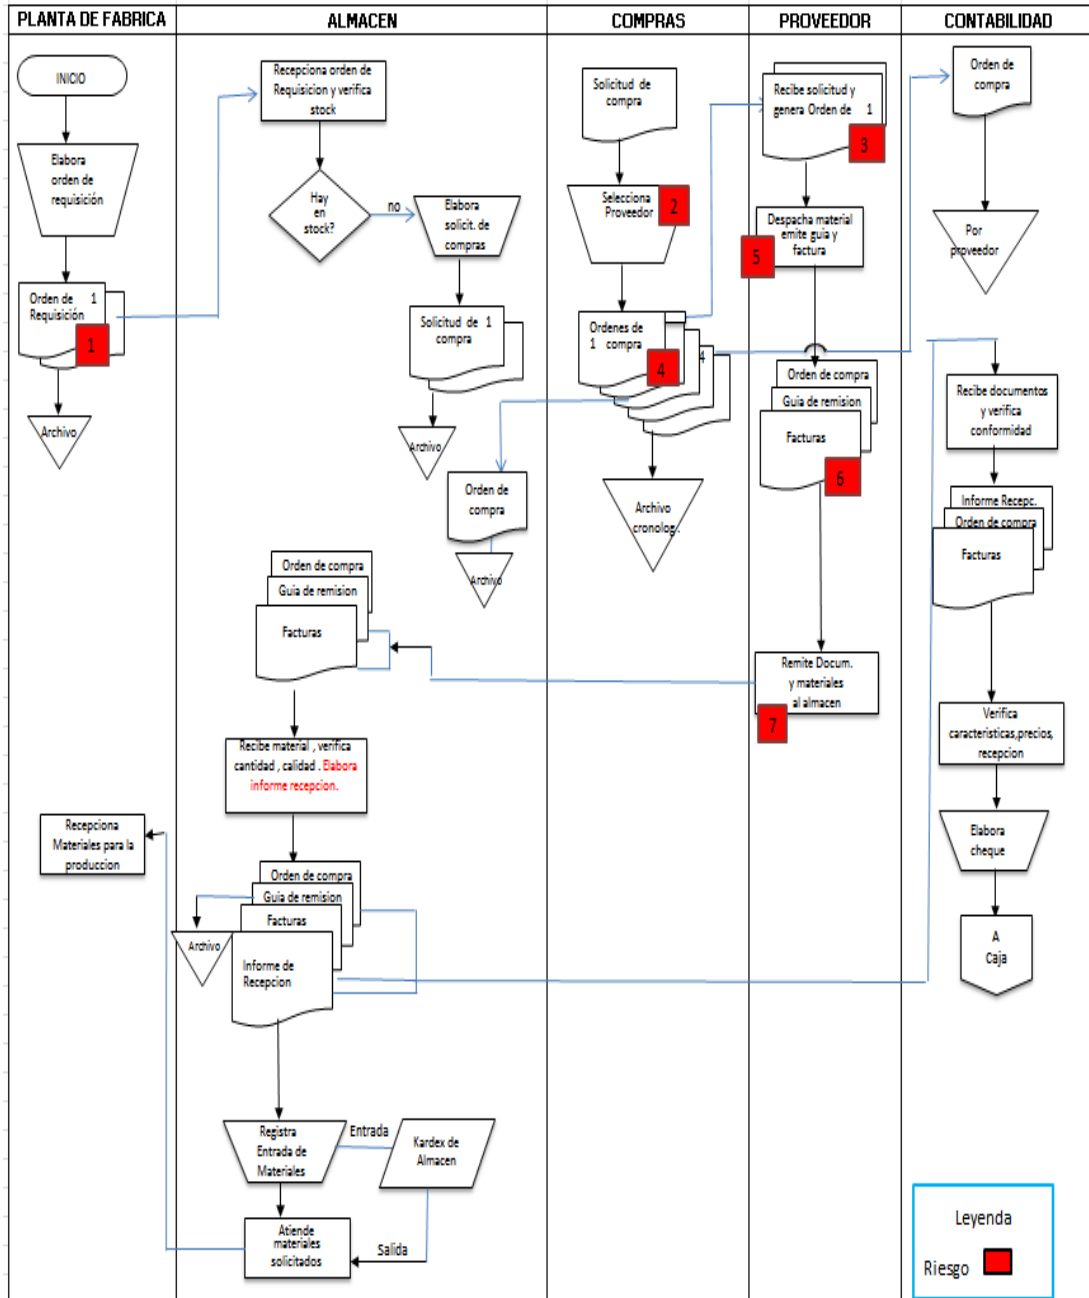 PLANTA DE FABRICA
ALMACEN
COMPRAS
PROVEEDOR
CONTABILIDAD
INICIO
Elabora
orden de
requisición
Orden de 1
Requisición
1
Archivo
Recepciona
Materiales para la
produccion
Recepciona orden de
Requisicion y verifica
stock
Hay
en
stock?
no
Elabora
solicit. de
compras
Solicitud de 1
compra
Archivo
Orden de
compra
Archivo
Orden de compra
Guia de remision
Facturas
Recibe material , verifica
cantidad , calidad . Elabora
informe recepcion.
Orden de compra
Guia de remision
Facturas
Informe de
Recepcion
Archivo
Registra
Entrada de
Materiales
Entrada
Kardex de
Almacen
Atiende
materiales
solicitados
Salida
Solicitud de
compra
Selecciona
Proveedor
2
Ordenes de
1 compra
4
4
Archivo
cronolog.
Recibe solicitud y
genera Orden de 1
3
Despacha material
emite guia y
factura
5
Orden de compra
Guia de remision
Facturas
6
Remite Docum.
y materiales
al almacen
7
Orden de
compra
Por
proveedor
Recibe documentos
y verifica
conformidad
Informe Recepc.
Orden de compra
Facturas
Verifica
caracteristicas,precios,
recepcion
Elabora
cheque
A
Caja
Leyenda
Riesgo